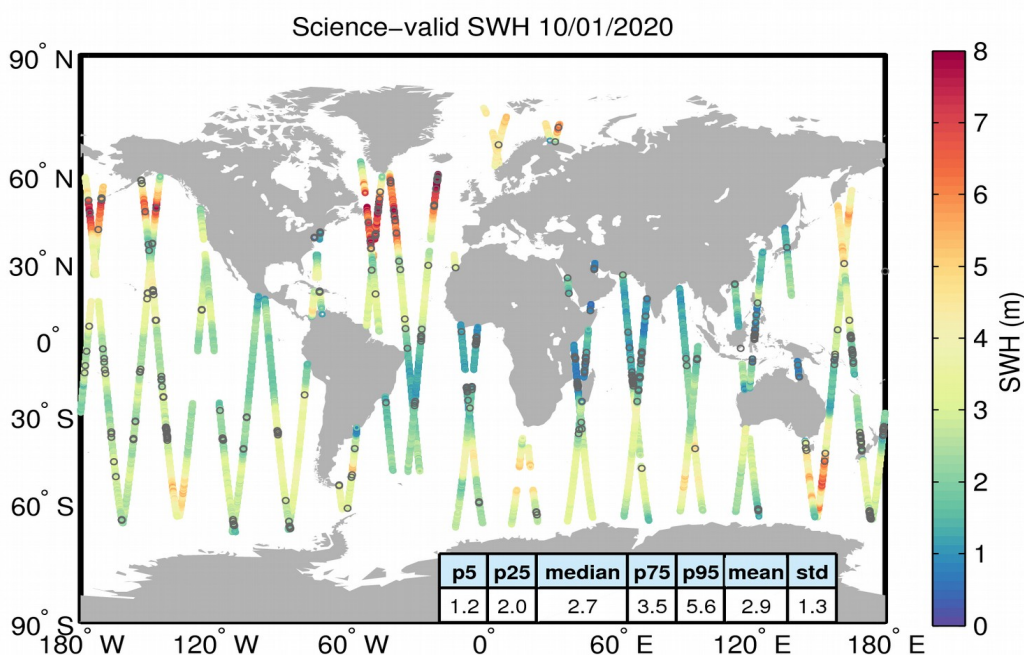 Science−valid SWH 10/01/2020
90° N
60° N
30° N
0°
30° S
60° S
90° S
180° W
120° W
60° W
0°
60° E
120° E
180° E
p5 p25 median p75 p95 mean std
1.2 2.0 2.7 3.5 5.6 2.9 1.3
8
7
6
5
4
3
2
1
0
SWH (m)